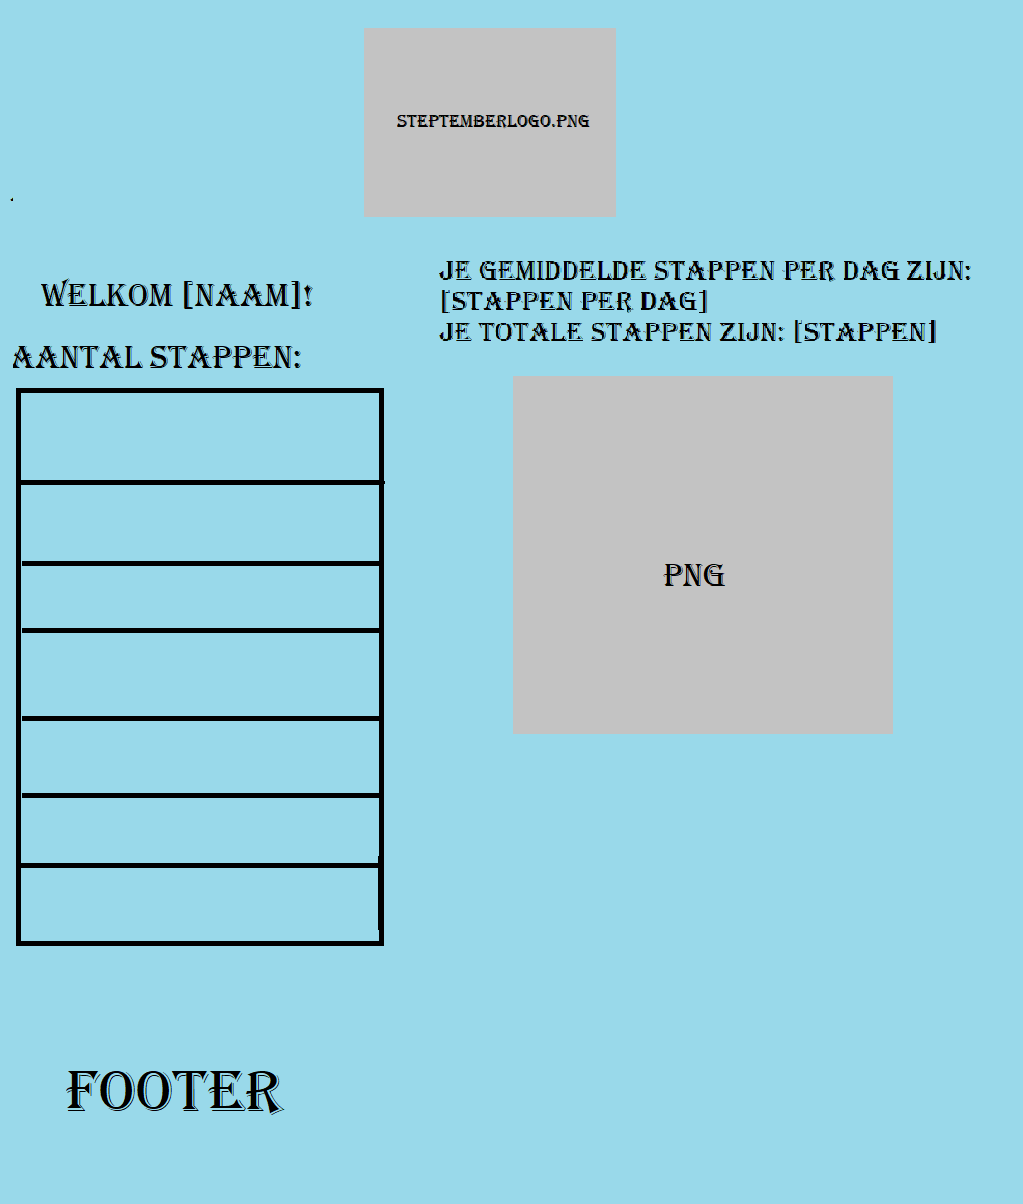 STEPTEMBERLOGO.PNG
WELKOM [NAAM]!
AANTAL STAPPEN:
JE GEMIDDELDE STAPPEN PER DAG ZIJN:
[STAPPEN PER DAG]
JE TOTALE STAPPEN ZIJN: [STAPPEN]
PNG
FOOTER